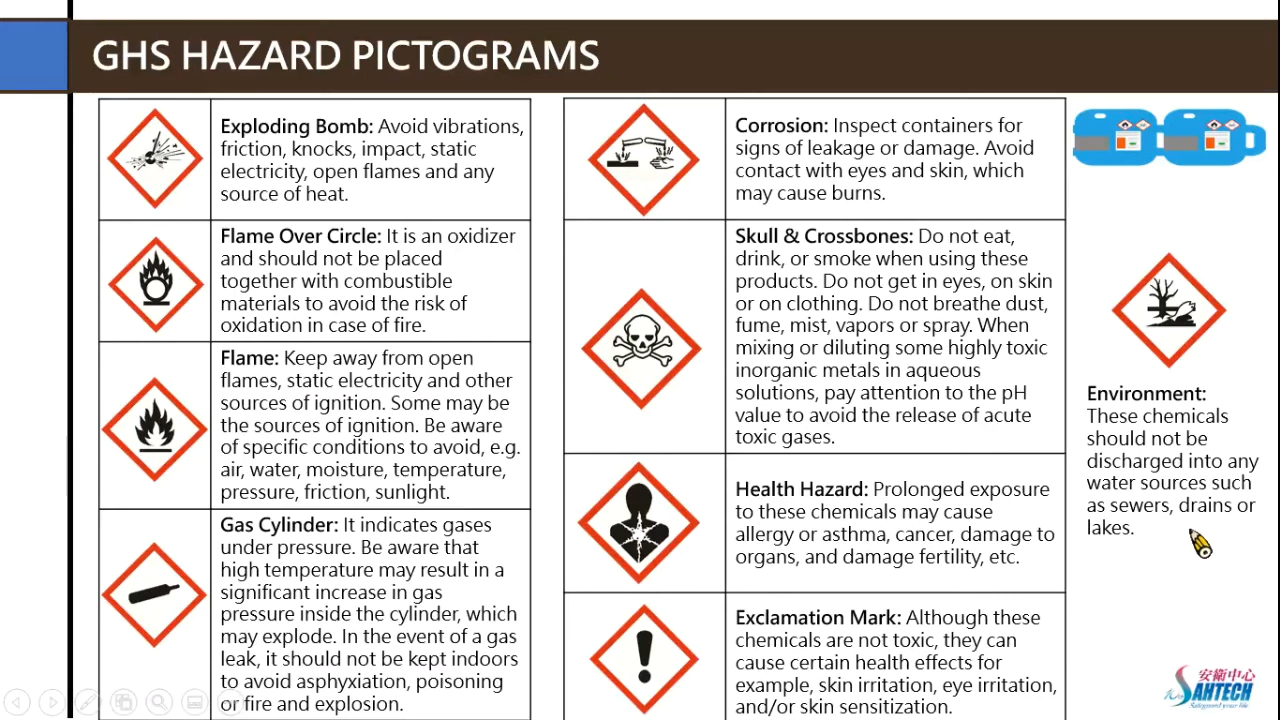 GHS HAZARD PICTOGRAMS
Exploding Bomb: Avoid vibrations,
friction, knocks, impact, static
electricity, open flames and any
source of heat.
Flame Over Circle: It is an oxidizer
and should not be placed
together with combustible
materials to avoid the risk of
oxidation in case of fire.
Flame: Keep away from open
flames, static electricity and other
sources of ignition. Some may be
the sources of ignition. Be aware
of specific conditions to avoid, e.g.
air, water, moisture, temperature,
pressure, friction, sunlight.
Gas Cylinder: It indicates gases
under pressure. Be aware that
high temperature may result in a
significant increase in gas
pressure inside the cylinder, which
may explode. In the event of a gas
leak, it should not be kept indoors
to avoid asphyxiation, poisoning
or fire and explosion.
Corrosion: Inspect containers for
signs of leakage or damage. Avoid
contact with eyes and skin, which
may cause burns.
Skull & Crossbones: Do not eat,
drink, or smoke when using these
products. Do not get in eyes, on skin
or on clothing. Do not breathe dust,
fume, mist, vapors or spray. When
mixing or diluting some highly toxic
inorganic metals in aqueous
solutions, pay attention to the pH
value to avoid the release of acute
toxic gases.
Health Hazard: Prolonged exposure
to these chemicals may cause
allergy or asthma, cancer, damage to
organs, and damage fertility, etc.
Exclamation Mark: Although these
chemicals are not toxic, they can
cause certain health effects for
example, skin irritation, eye irritation,
and/or skin sensitization.
Environment:
These chemicals
should not be
discharged into any
water sources such
as sewers, drains or
lakes.
安衛中心
SAHTECH
Safeguard your life